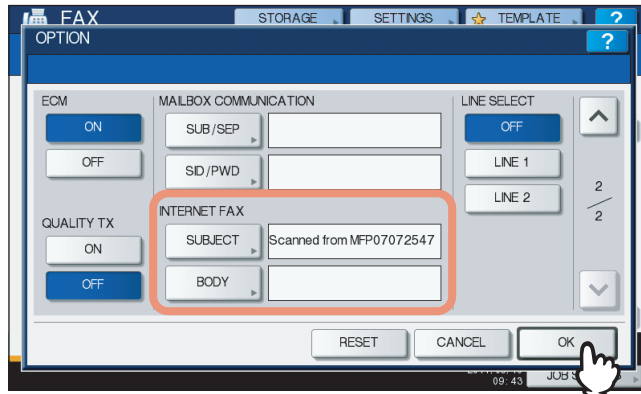 FAX STORAGE SETTINGS TEMPLATE ?
OPTION ?
ECM
ON
OFF
QUALITY TX
ON
OFF
MAILBOX COMMUNICATION
SUB/SEP
SID/PWD
INTERNET FAX
SUBJECT Scanned from MFP07072547
BODY
LINE SELECT
OFF
LINE 1
LINE 2
2
2
RESET CANCEL OK
09:43 JOB